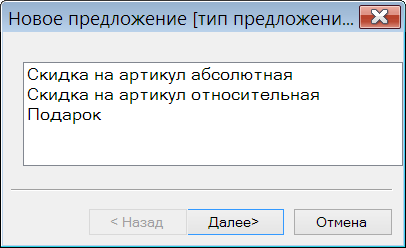 Новое предложение [тип предложени...
Скидка на артикул абсолютная
Скидка на артикул относительная
Подарок
< Назад
Далее>
Отмена